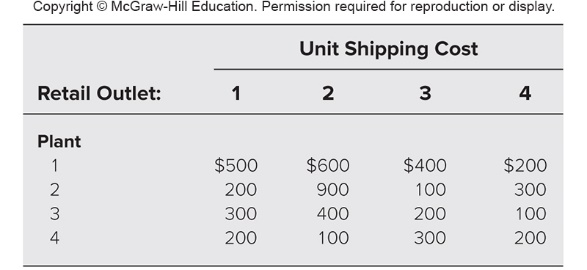 Copyright © McGraw-Hill Education. Permission required for reproduction or display.
Unit Shipping Cost
Retail Outlet: 1 2 3 4
Plant
1 $500 $600 $400 $200
2 200 900 100 300
3 300 400 200 100
4 200 100 300 200